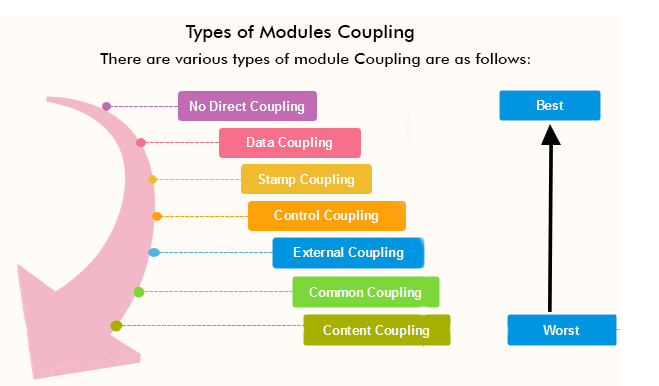 Types of Modules Coupling
There are various types of module Coupling are as follows:
No Direct Coupling
Best
Data Coupling
Stamp Coupling
Control Coupling
External Coupling
Common Coupling
Content Coupling
Worst